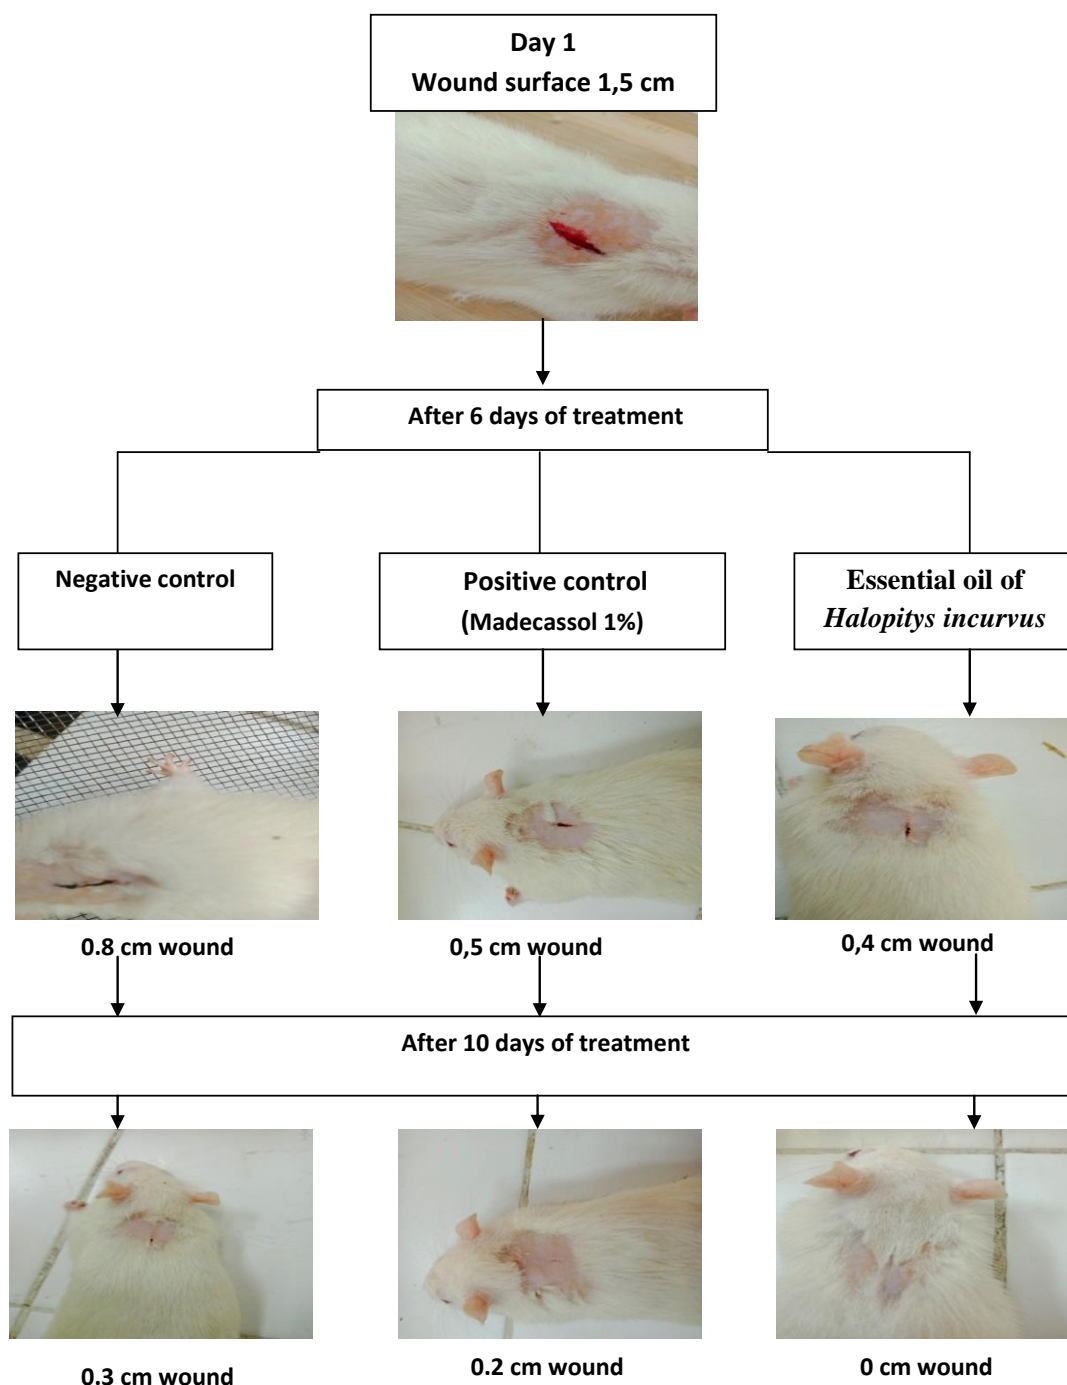 Day 1
Wound surface 1,5 cm
After 6 days of treatment
Negative control
Positive control
(Madecassol 1%)
Essential oil of
Halopitys incurvus
0.8 cm wound
0,5 cm wound
0,4 cm wound
After 10 days of treatment
0.3 cm wound
0.2 cm wound
0 cm wound